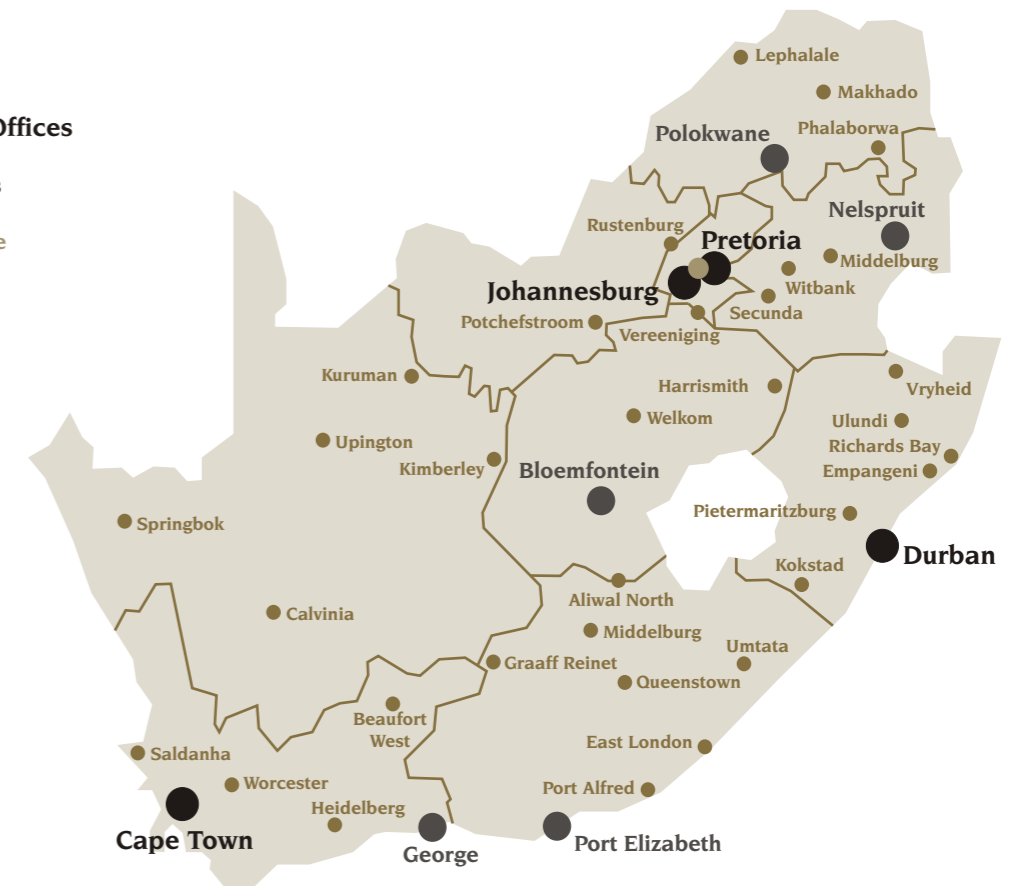 Offices
s
e
Lephalale
Makhado
Phalaborwa
Polokwane
Nelspruit
Rustenburg
Pretoria
Middelburg
Witbank
Johannesburg
Secunda
Potchefstroom
Vereeniging
Kuruman
Harrismith
Vryheid
Welkom
Ulundi
Upington
Richards Bay
Kimberley
Bloemfontein
Empangeni
Pietermaritzburg
Springbok
Durban
Kokstad
Aliwal North
Calvinia
Middelburg
Umtata
Graaff Reinet
Queenstown
Beaufort
West
East London
Saldanha
Worcester
Port Alfred
Heidelberg
Cape Town
George
Port Elizabeth